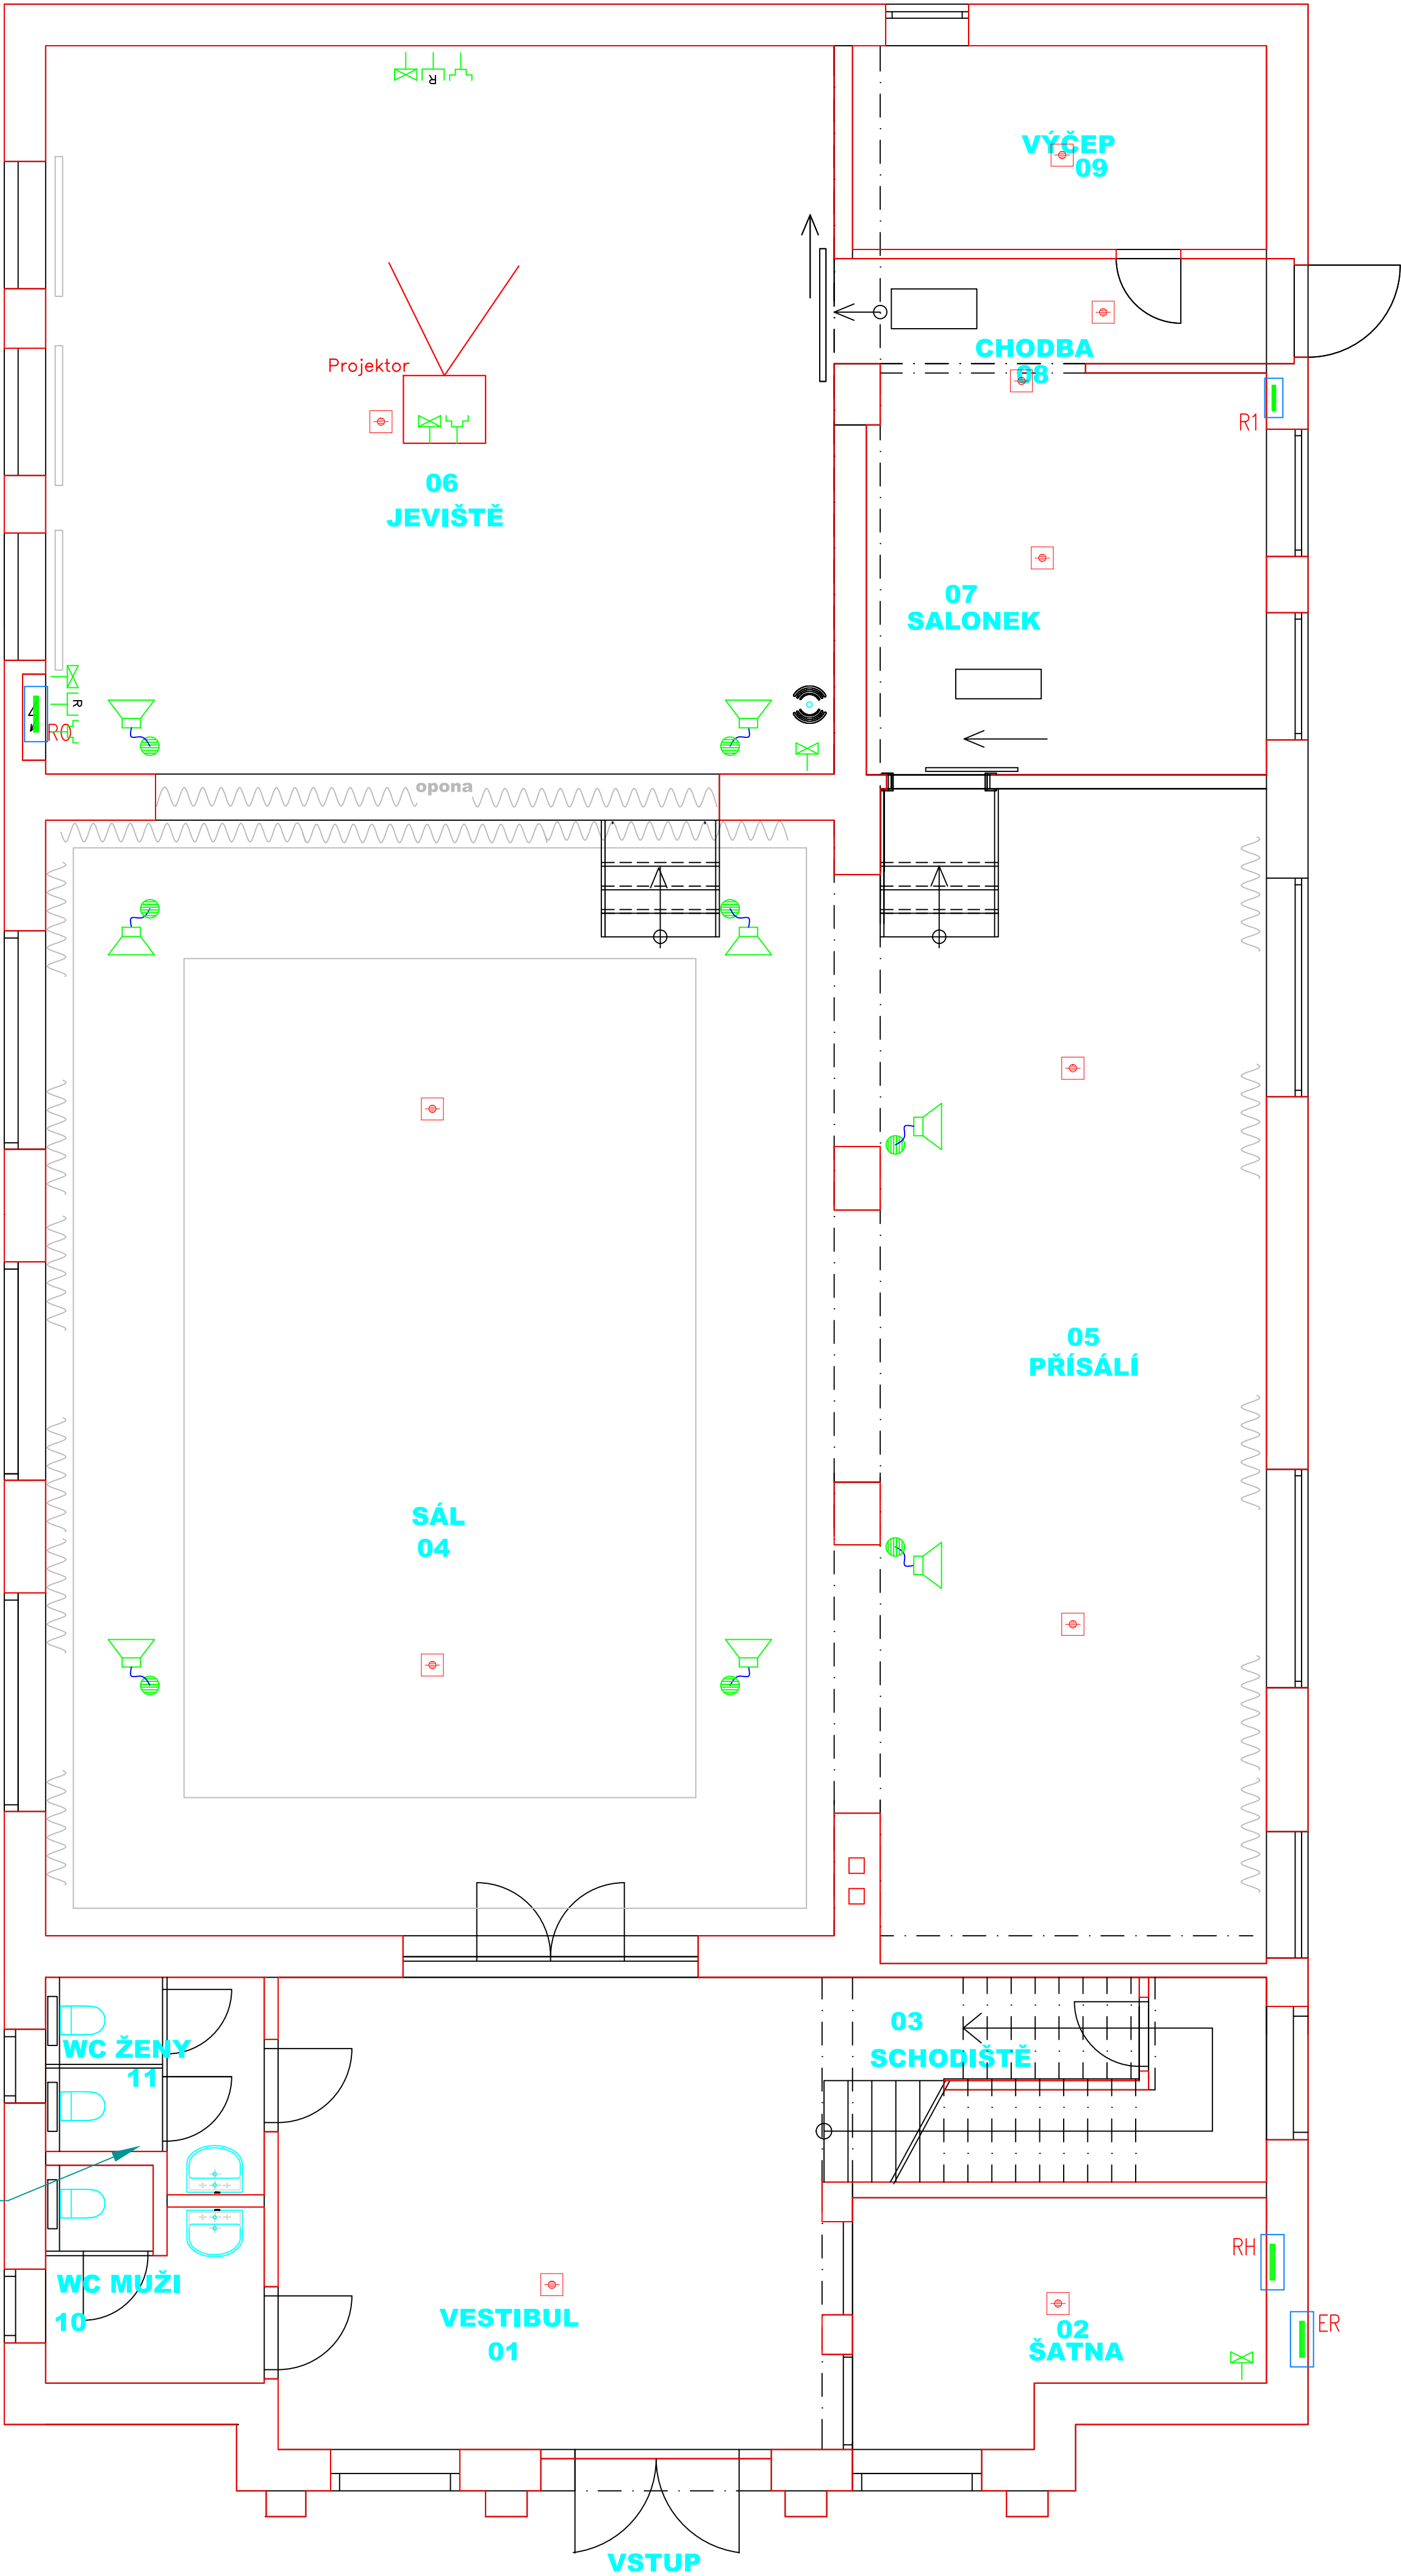 R
VÝČEP
09
CHODBA
08
Projektor
R1
06
JEVIŠTĚ
07
SALONEK
R
R0
opona
05
PŘÍSÁLÍ
SÁL
04
03
SCHODIŠTĚ
WC ŽENY
11
RH
WC MUŽI
10
VESTIBUL
01
02
ŠATNA
ER
VSTUP